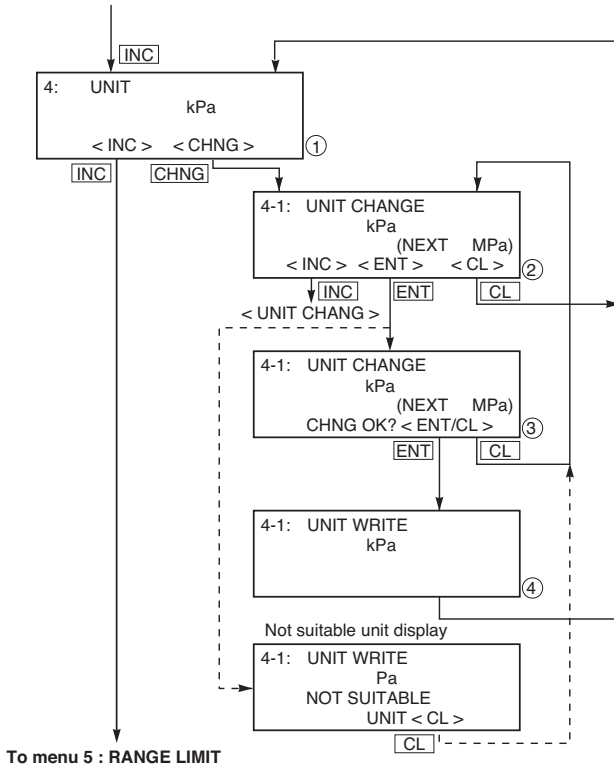 INC
4: UNIT
kPa
< INC > < CHNG >
1
INC CHNG
4-1: UNIT CHANGE
kPa
(NEXT MPa)
< INC > < ENT > < CL >
2
INC ENT CL
< UNIT CHANG >
4-1: UNIT CHANGE
kPa
(NEXT MPa)
CHNG OK? < ENT/CL >
3
ENT CL
4-1: UNIT WRITE
kPa
4
Not suitable unit display
4-1: UNIT WRITE
Pa
NOT SUITABLE
UNIT < CL >
CL
To menu 5 : RANGE LIMIT